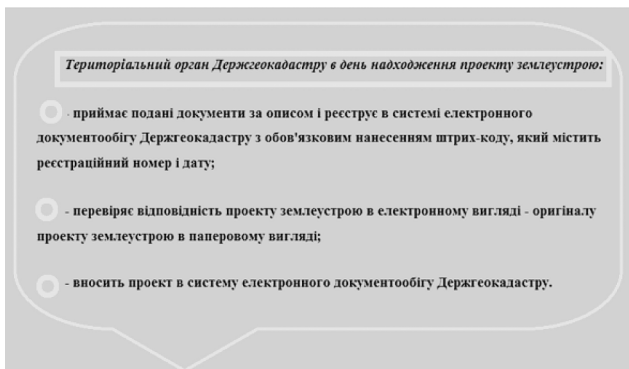 Територіальний орган Держгеокадастру в день надходження проекту землеустрою:
- приймає подані документи за описом і реєструє в системі електронного
документообігу Держгеокадастру з обов'язковим нанесенням штрих-коду, який містить
реєстраційний номер і дату;
- перевіряє відповідність проекту землеустрою в електронному вигляді - оригіналу
проекту землеустрою в паперовому вигляді;
- вносить проект в систему електронного документообігу Держгеокадастру.